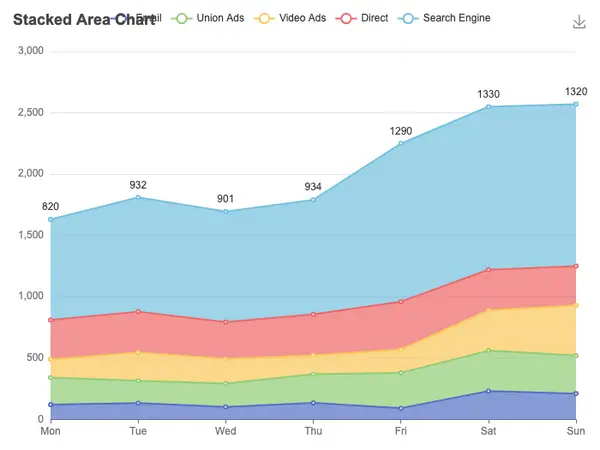 Stacked Area Chart
Email
Union Ads
Video Ads
Direct
Search Engine
3,000
2,500
2,000
1,500
1,000
500
0
820
932
901
934
1290
1330
1320
Mon
Tue
Wed
Thu
Fri
Sat
Sun